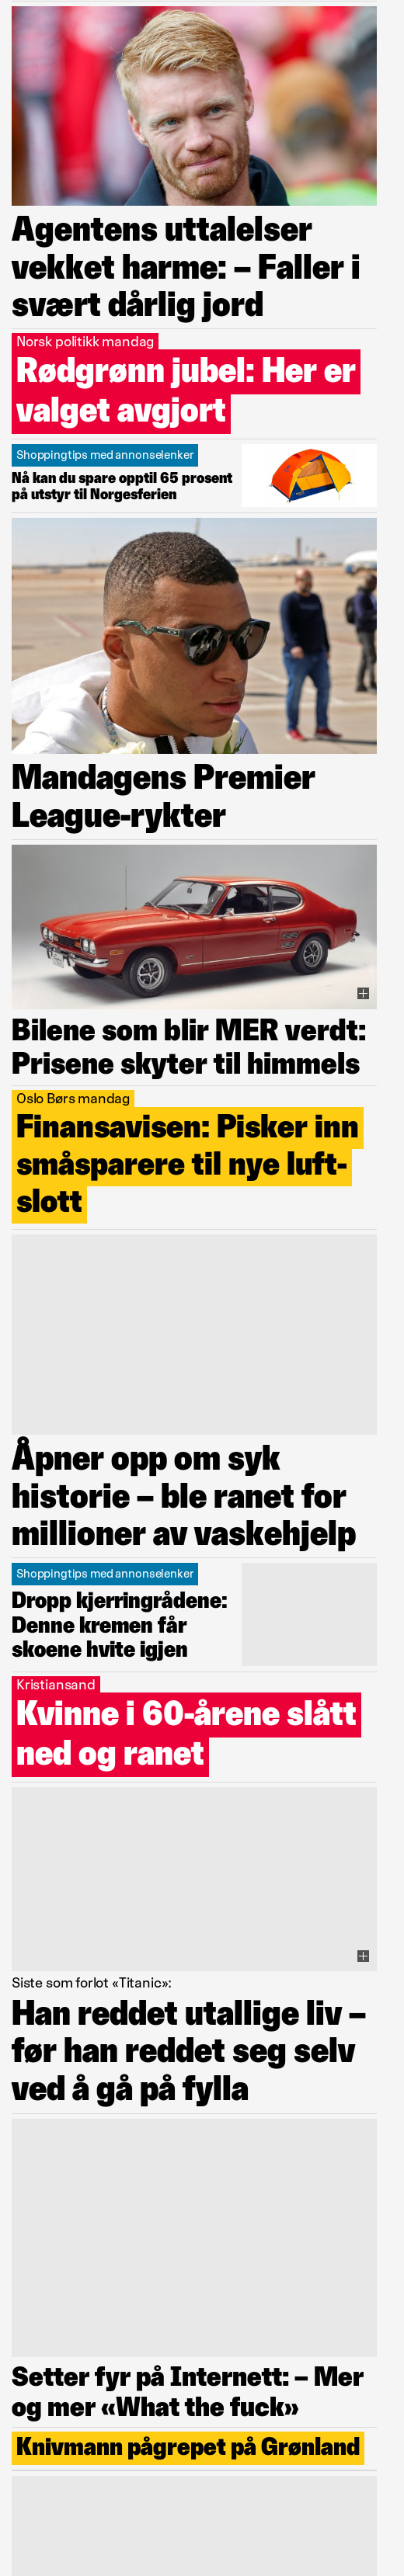 Agentens uttalelser
vekket harme: – Faller i
svært dårlig jord
Norsk politikk mandag
Rødgrønn jubel: Her er
valget avgjort
Shoppingtips med annonselenker
Nå kan du spare opptil 65 prosent
på utstyr til Norgesferien
Mandagens Premier
League-rykter
Bilene som blir MER verdt:
Prisene skyter til himmels
Oslo Børs mandag
Finansavisen: Pisker inn
småsparere til nye luft-
slott
Åpner opp om syk
historie – ble ranet for
millioner av vaskehjelp
Shoppingtips med annonselenker
Dropp kjerringrådene:
Denne kremen får
skoene hvite igjen
Kristiansand
Kvinne i 60-årene slått
ned og ranet
Siste som forlot «Titanic»:
Han reddet utallige liv –
før han reddet seg selv
ved å gå på fylla
Setter fyr på Internett: – Mer
og mer «What the fuck»
Knivmann pågrepet på Grønland